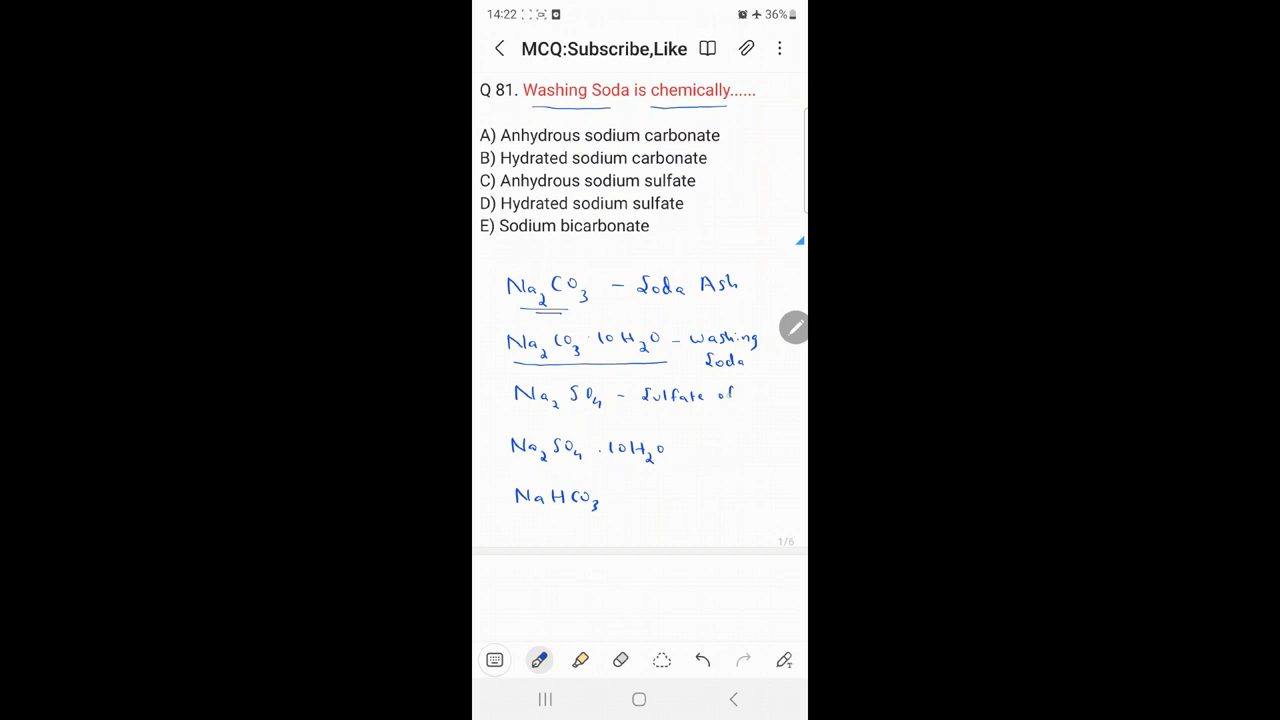 14:22 36%
MCQ:Subscribe,Like
Q 81. Washing Soda is chemically......
A) Anhydrous sodium carbonate
B) Hydrated sodium carbonate
C) Anhydrous sodium sulfate
D) Hydrated sodium sulfate
E) Sodium bicarbonate
Na₂CO₃ – Soda Ash
Na₂CO₃·10H₂O – Washing
Soda
Na₂SO₄ – Sulfate of
Na₂SO₄·10H₂O
NaHCO₃
1/6